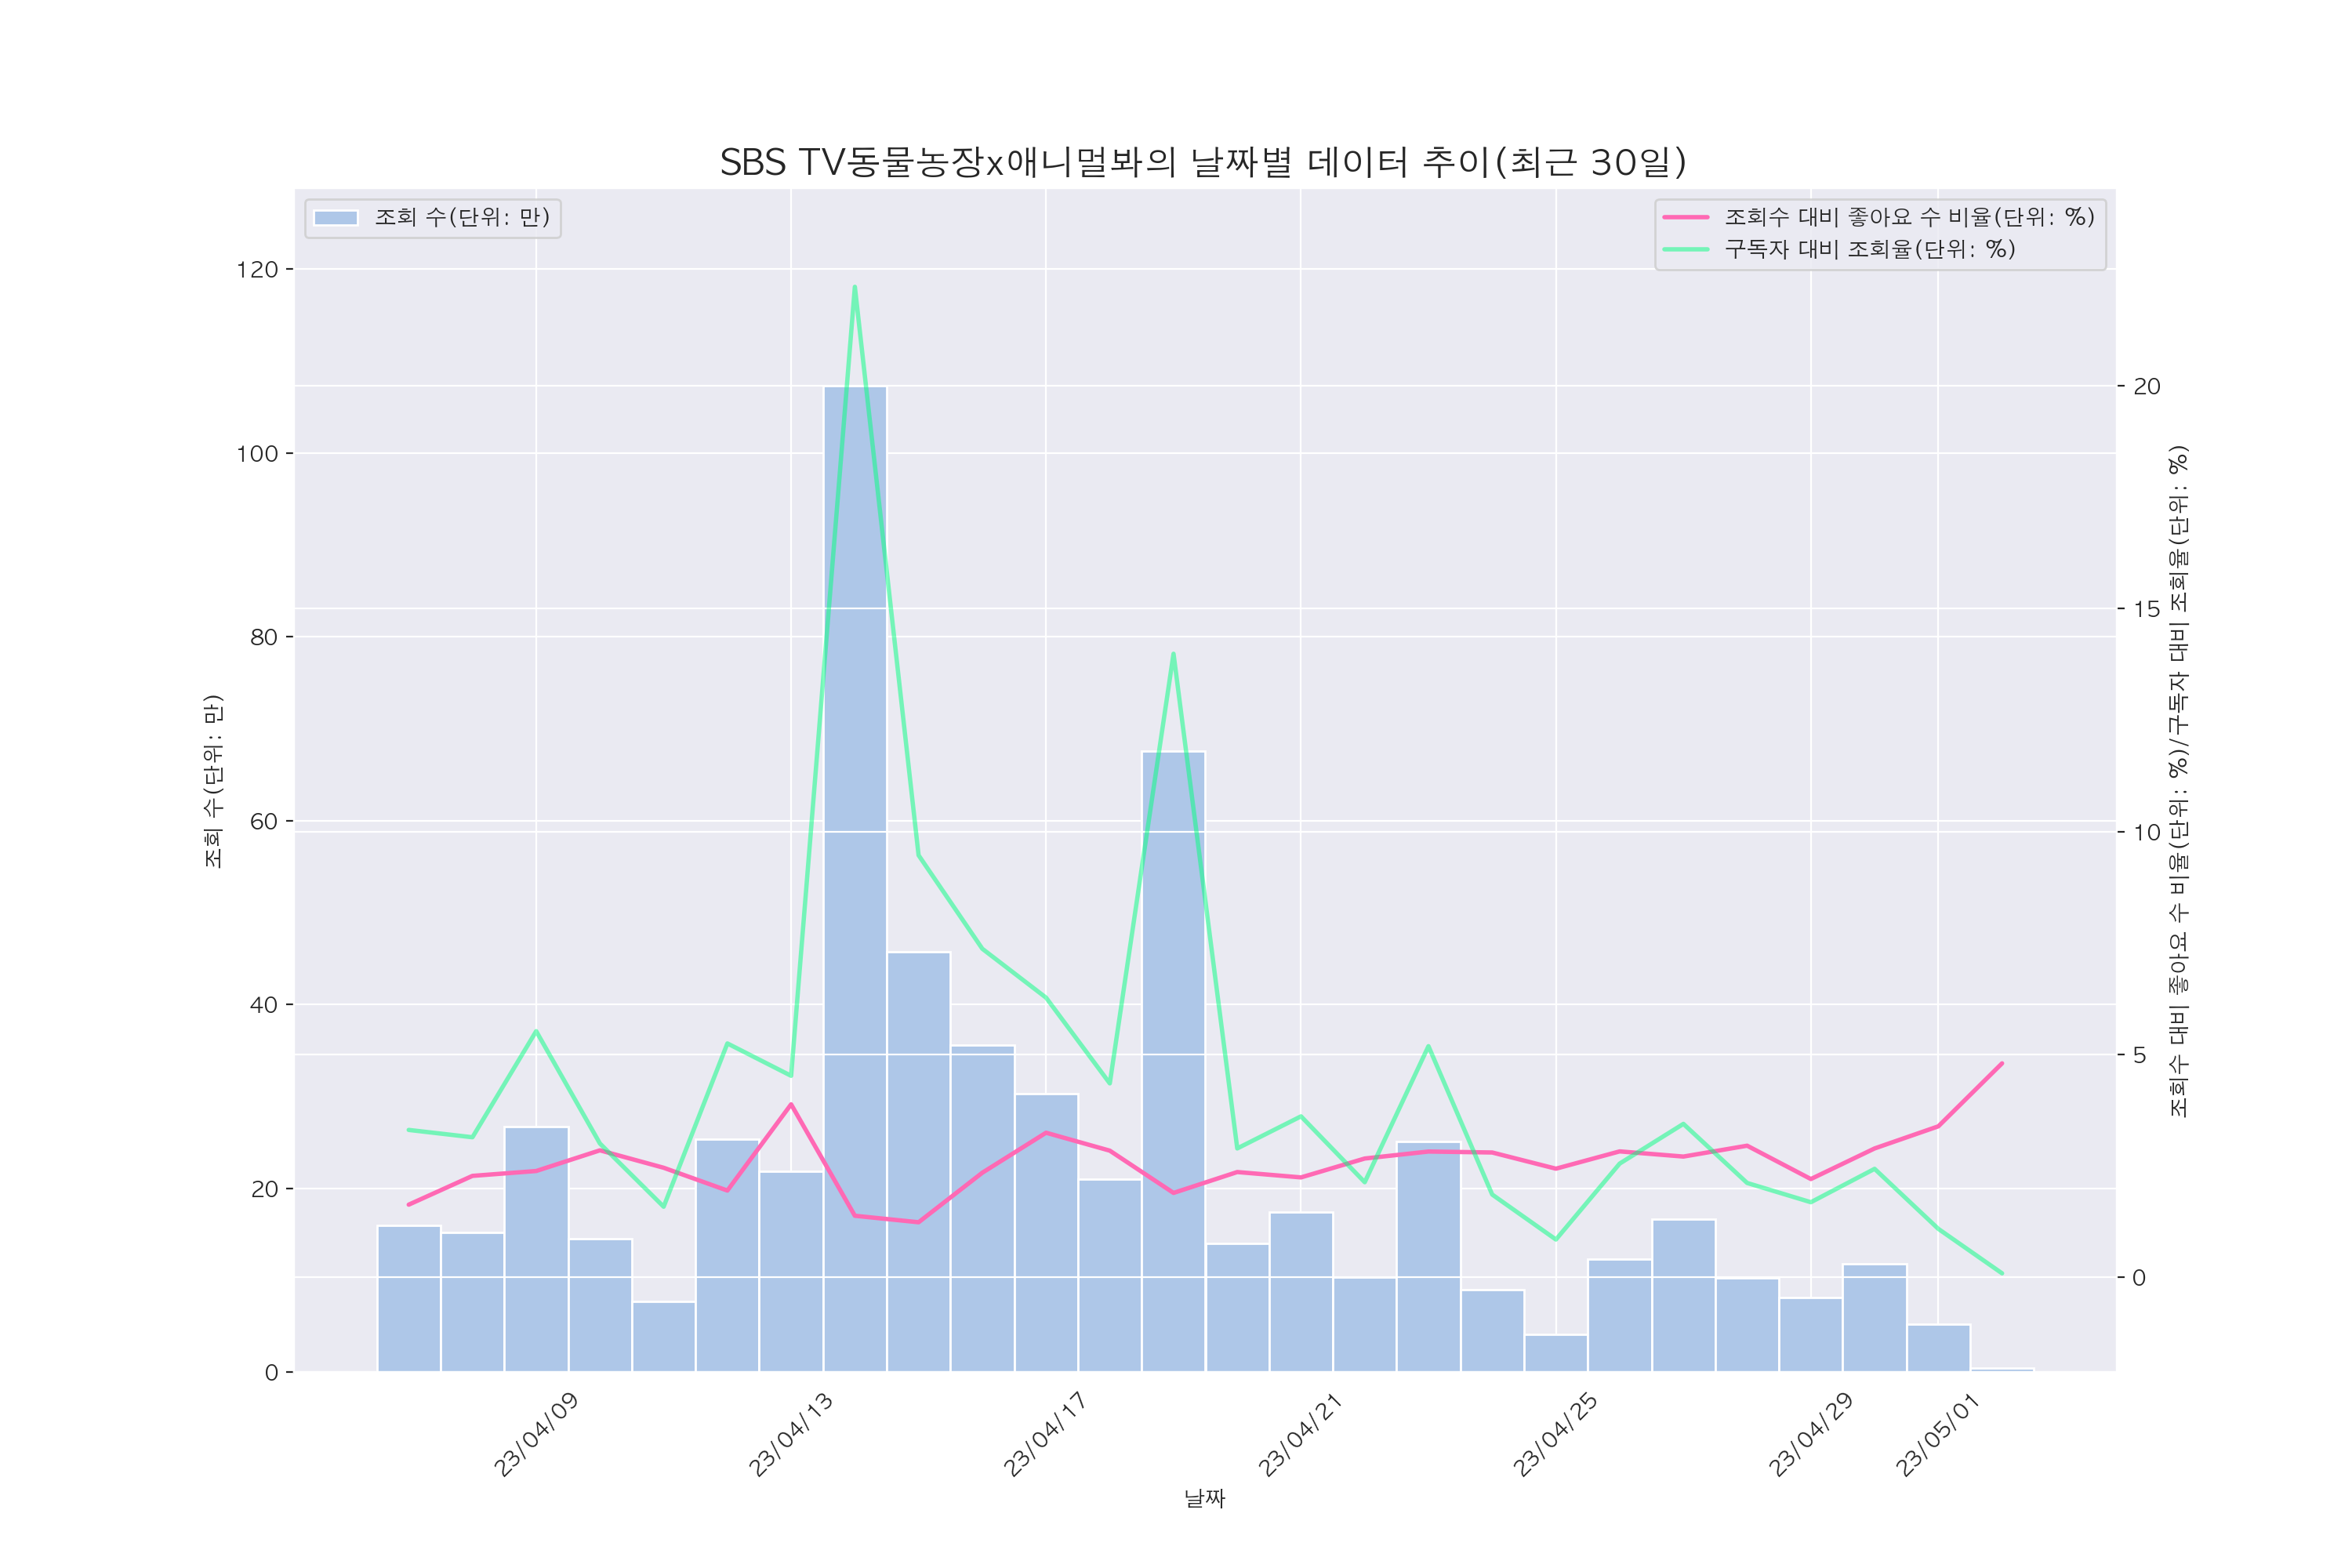 SBS TV동물농장x애니멀봐의 날짜별 데이터 추이(최근 30일)
조회 수(단위: 만)
조회수 대비 좋아요 수 비율(단위: %)
구독자 대비 조회율(단위: %)
120
100
80
60
40
20
0
조회 수(단위: 만)
20
15
10
5
0
조회수 대비 좋아요 수 비율(단위: %)/구독자 대비 조회율(단위: %)
23/04/09
23/04/13
23/04/17
23/04/21
23/04/25
23/04/29
23/05/01
날짜